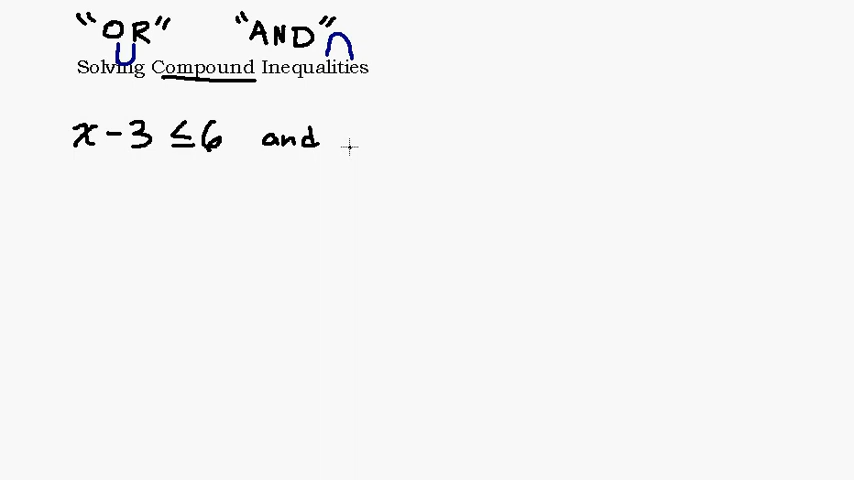 "OR" "AND"
∪ ∩
Solving Compound Inequalities
x - 3 ≤ 6 and